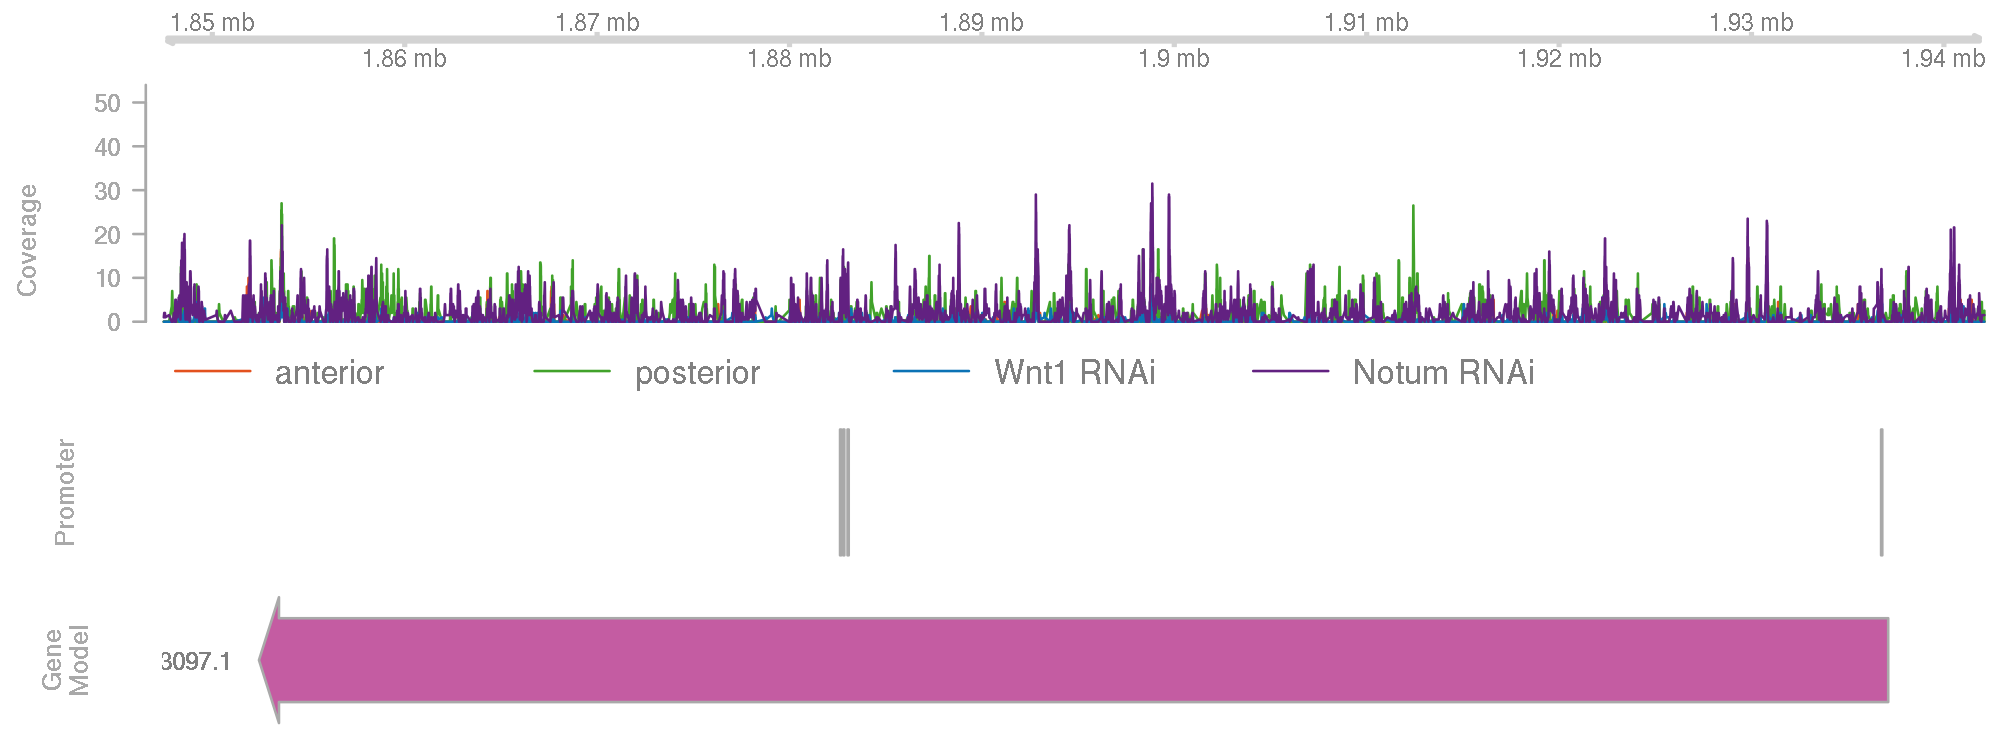 1.85 mb 1.87 mb 1.89 mb 1.91 mb 1.93 mb
1.86 mb 1.88 mb 1.9 mb 1.92 mb 1.94 mb
Coverage
50
40
30
20
10
0
anterior posterior Wnt1 RNAi Notum RNAi
Promoter
Gene
Model
3097.1